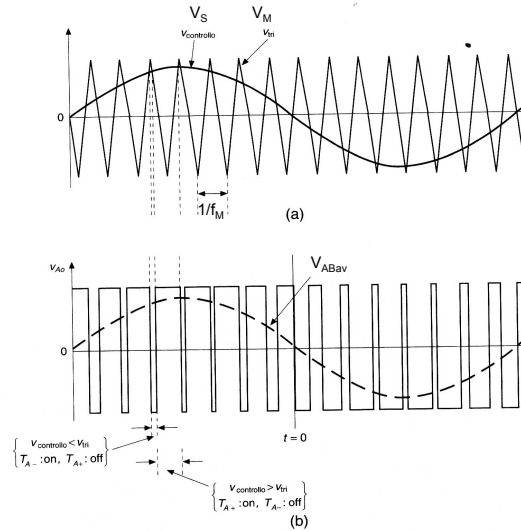 V_S V_M
v_controllo v_tri
0
1/f_M
(a)
v_Ao
V_ABav
0
t = 0
{ v_controllo < v_tri
T_A− : on, T_A+ : off }
{ v_controllo > v_tri
T_A+ : on, T_A− : off }
(b)